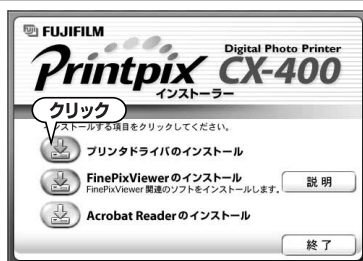 FUJIFILM
Digital Photo Printer
Printpix CX-400
インストーラー
クリック
ンストールする項目をクリックしてください。
プリンタドライバのインストール
FinePixViewerのインストール
FinePixViewer 関連のソフトをインストールします。
説 明
Acrobat Readerのインストール
終 了